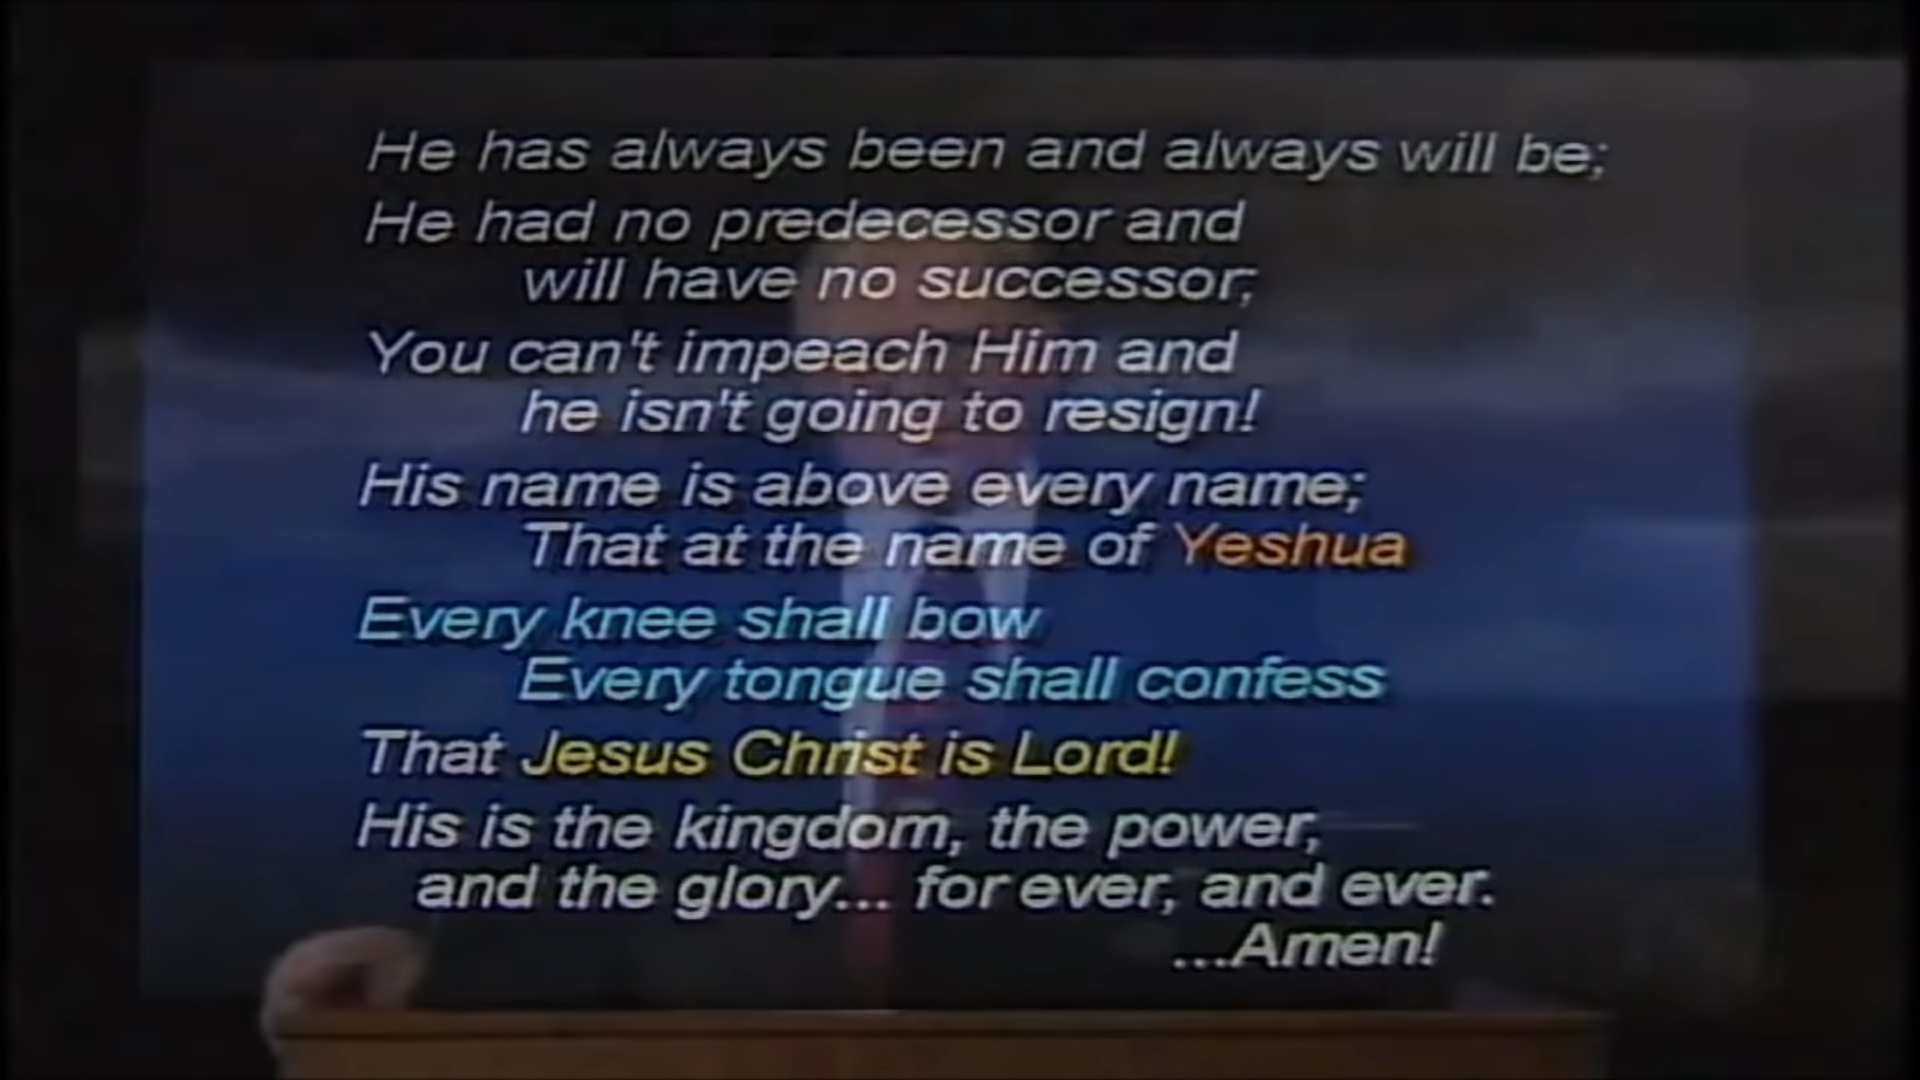 He has always been and always will be;
He had no predecessor and
will have no successor;
You can't impeach Him and
he isn't going to resign!
His name is above every name;
That at the name of Yeshua
Every knee shall bow
Every tongue shall confess
That Jesus Christ is Lord!
His is the kingdom, the power,
and the glory... for ever, and ever.
...Amen!